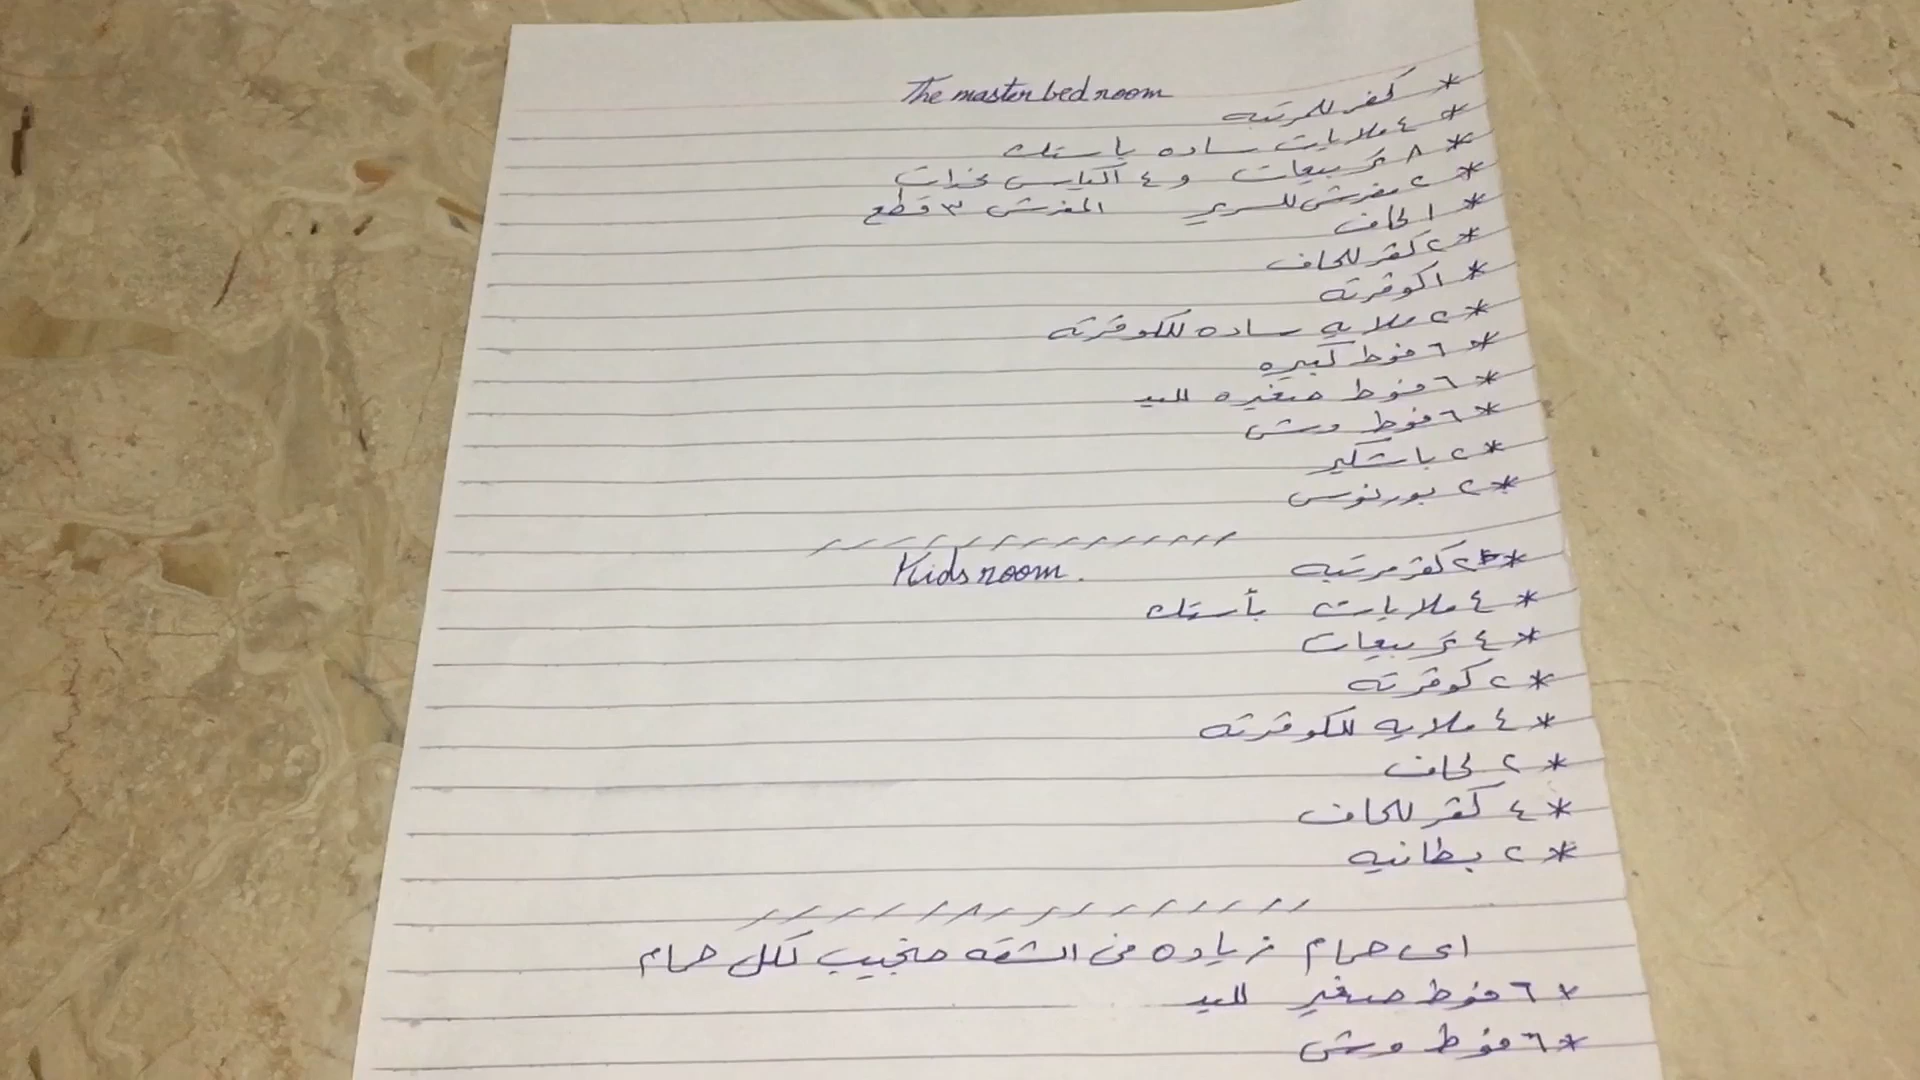 The master bed room
* كفر للمرتبه
* ٤ ملايات ساده باستك
* ٨ تربيعات و ٤ اكياس خدات
* ٢ مفرش للسرير المفرش ٣ قطع
* ١ لحاف
* ٢ كفر للحاف
* ١ كوفرته
* ٢ ملايه ساده للكوفرته
* ٦ فوط كبيره
* ٦ فوط صغيره لليد
* ٦ فوط وش
* ٢ باشكير
* ٢ بورنوس
Kids room.
* ٢ كفر مرتبه
* ٤ ملايات بأستك
* ٤ تربيعات
* ٢ كوفرته
* ٤ ملايه للكوفرته
* ٢ لحاف
* ٤ كفر للحاف
* ٢ بطانيه
اى حمام زياده فى الشقه هنجيب لكل حمام
* ٦ فوط صغير لليد
* ٦ فوط وش